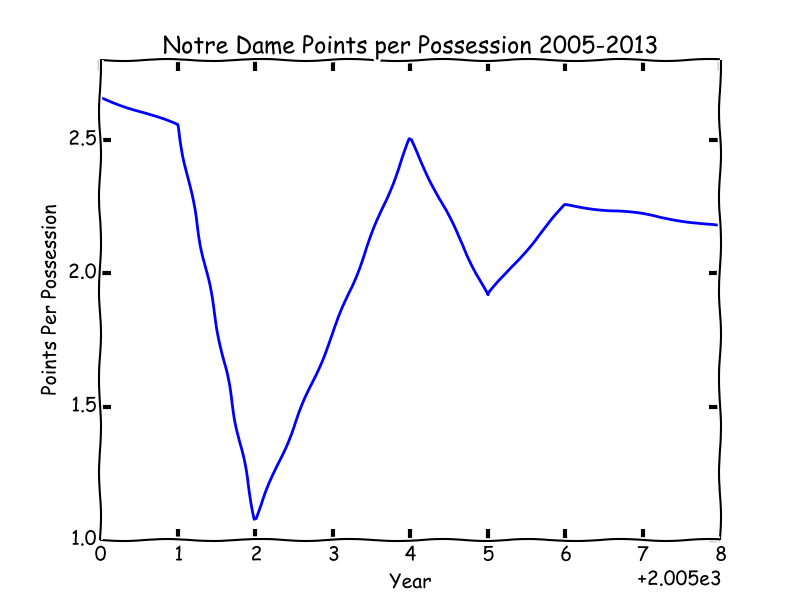 Notre Dame Points per Possession 2005-2013
Points Per Possession
2.5
2.0
1.5
1.0
0 1 2 3 4 5 6 7 8
Year
+2.005e3